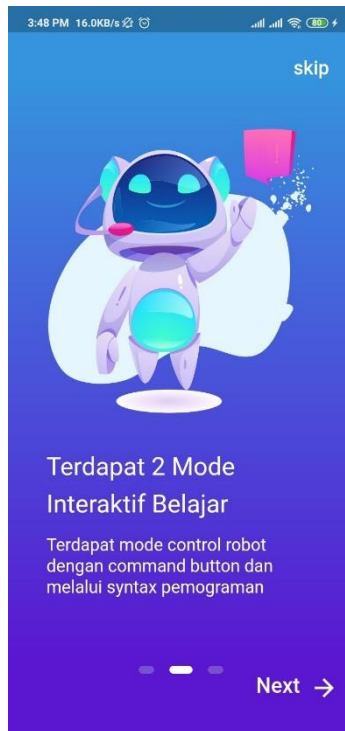 3:48 PM 16.0KB/s 80
skip
Terdapat 2 Mode
Interaktif Belajar
Terdapat mode control robot
dengan command button dan
melalui syntax pemograman
Next